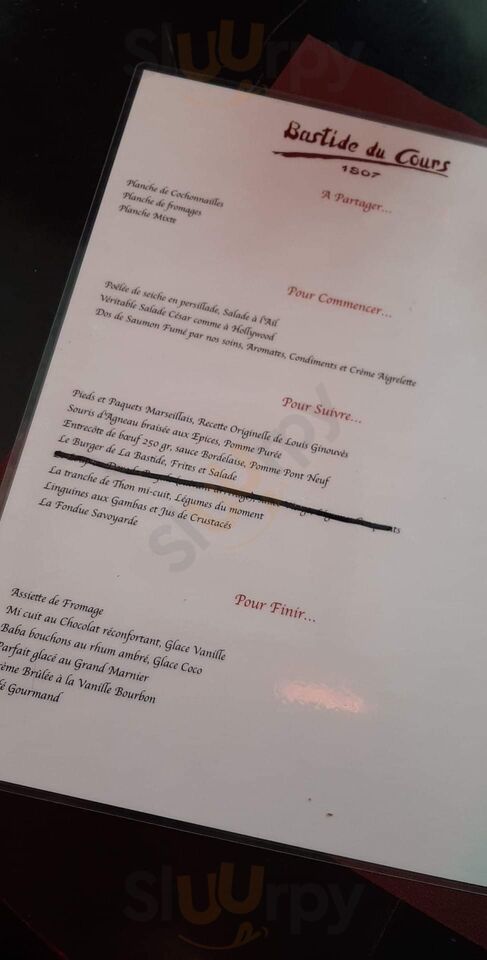 Bastide du Cours
1807
A Partager...
Planche de Cochonnailles
Planche de fromages
Planche Mixte
Pour Commencer...
Poêlée de seiche en persillade, Salade à l'Ail
Véritable Salade César comme à Hollywood
Dos de Saumon Fumé par nos soins, Aromates, Condiments et Crème Aigrelette
Pour Suivre...
Pieds et Paquets Marseillais, Recette Originelle de Louis Ginouvés
Souris d'Agneau braisée aux Epices, Pomme Purée
Entrecôte de bœuf 250 gr, sauce Bordelaise, Pomme Pont Neuf
Le Burger de La Bastide, Frites et Salade
La tranche de Thon mi-cuit, Légumes du moment
Linguines aux Gambas et Jus de Crustacés
La Fondue Savoyarde
Pour Finir...
Assiette de Fromage
Mi cuit au Chocolat réconfortant, Glace Vanille
Baba bouchons au rhum ambré, Glace Coco
Parfait glacé au Grand Marnier
rème Brûlée à la Vanille Bourbon
fé Gourmand
Sluurpy
Sluurpy
Sluurpy